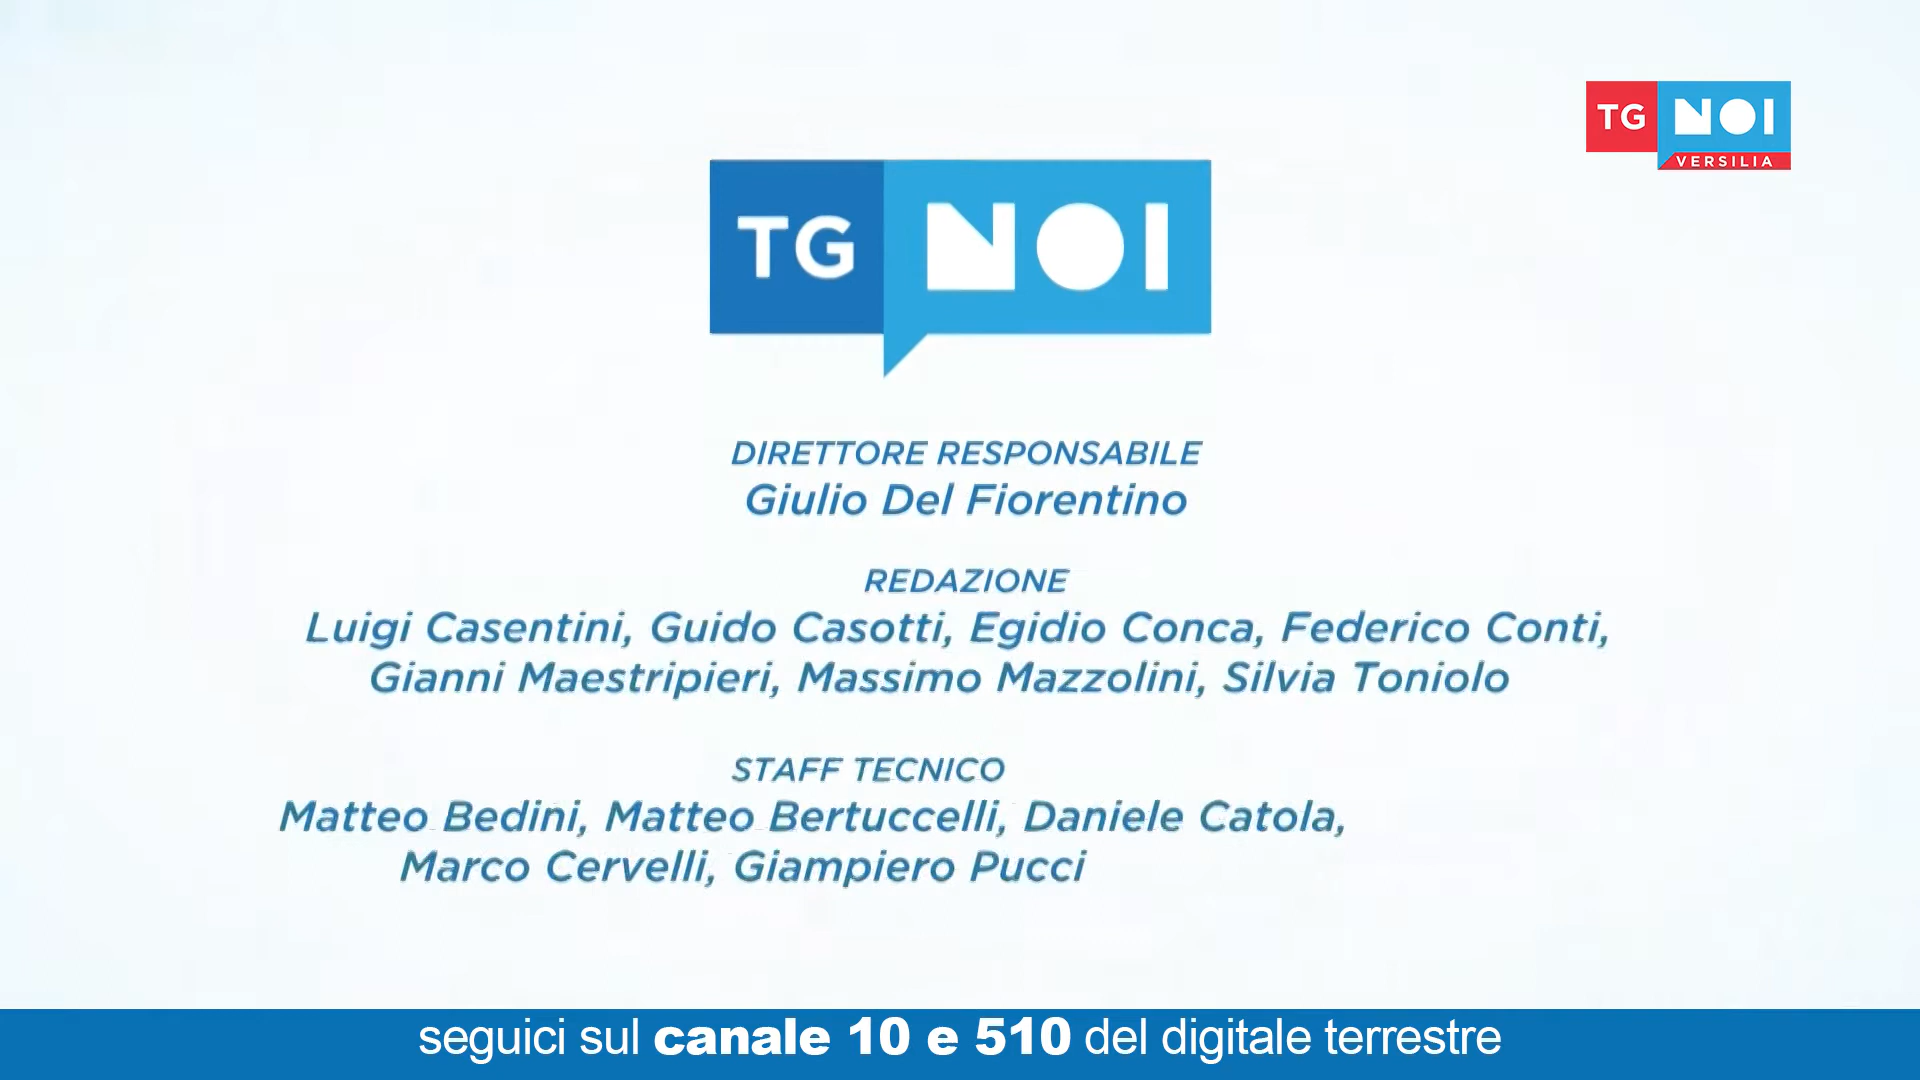 TG NOI
VERSILIA
TG NOI
DIRETTORE RESPONSABILE
Giulio Del Fiorentino
REDAZIONE
Luigi Casentini, Guido Casotti, Egidio Conca, Federico Conti,
Gianni Maestripieri, Massimo Mazzolini, Silvia Toniolo
STAFF TECNICO
Matteo Bedini, Matteo Bertuccelli, Daniele Catola,
Marco Cervelli, Giampiero Pucci
seguici sul canale 10 e 510 del digitale terrestre